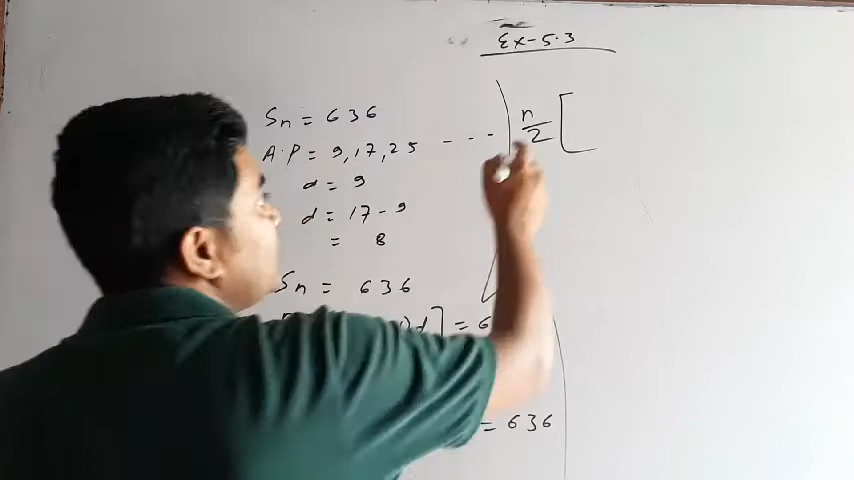 Ex-5.3
Sn = 636
A.P = 9, 17, 25 - - - -
a = 9
d = 17 - 9
= 8
Sn = 636
d] = 6
= 636
n/2 [